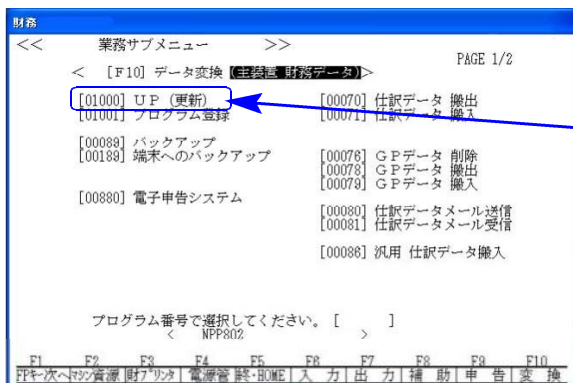 財務
<< 業務サブメニュー >>
PAGE 1/2
< [F10] データ変換 (主装置 財務データ)>
[01000] UP (更新) [00070] 仕訳データ 搬出
[01001] プログラム登録 [00071] 仕訳データ 搬入
[00089] バックアップ
[00189] 端末へのバックアップ [00076] GPデータ 削除
[00078] GPデータ 搬出
[00079] GPデータ 搬入
[00880] 電子申告システム
[00080] 仕訳データメール送信
[00081] 仕訳データメール受信
[00086] 汎用 仕訳データ搬入
プログラム番号で選択してください。 [ ]
< NPP802 >
F1 F2 F3 F4 F5 F6 F7 F8 F9 F10
FPキー次へ マシン資源 財プリンタ 電源管 終・HOME 入 力 出 力 補 助 申 告 変 換